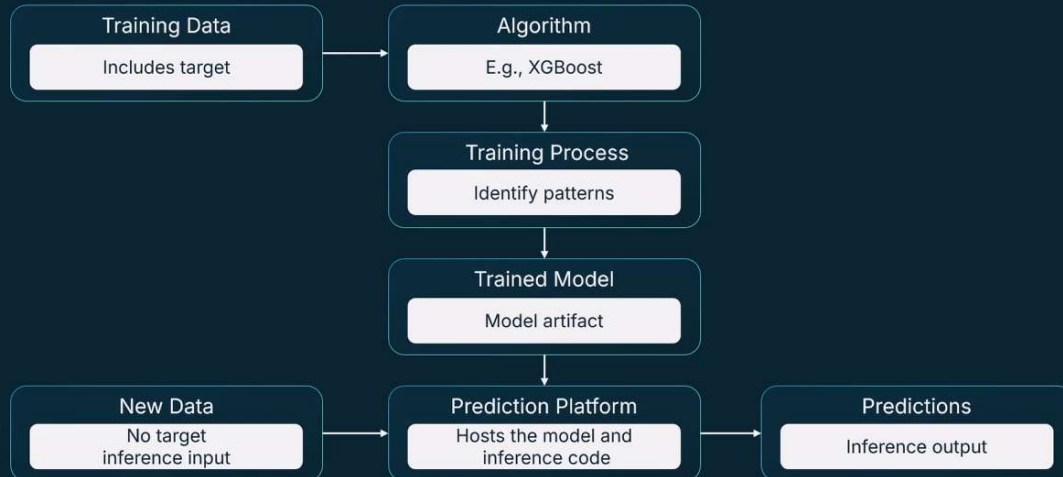 Training Data
Includes target
Algorithm
E.g., XGBoost
Training Process
Identify patterns
Trained Model
Model artifact
New Data
No target
inference input
Prediction Platform
Hosts the model and
inference code
Predictions
Inference output